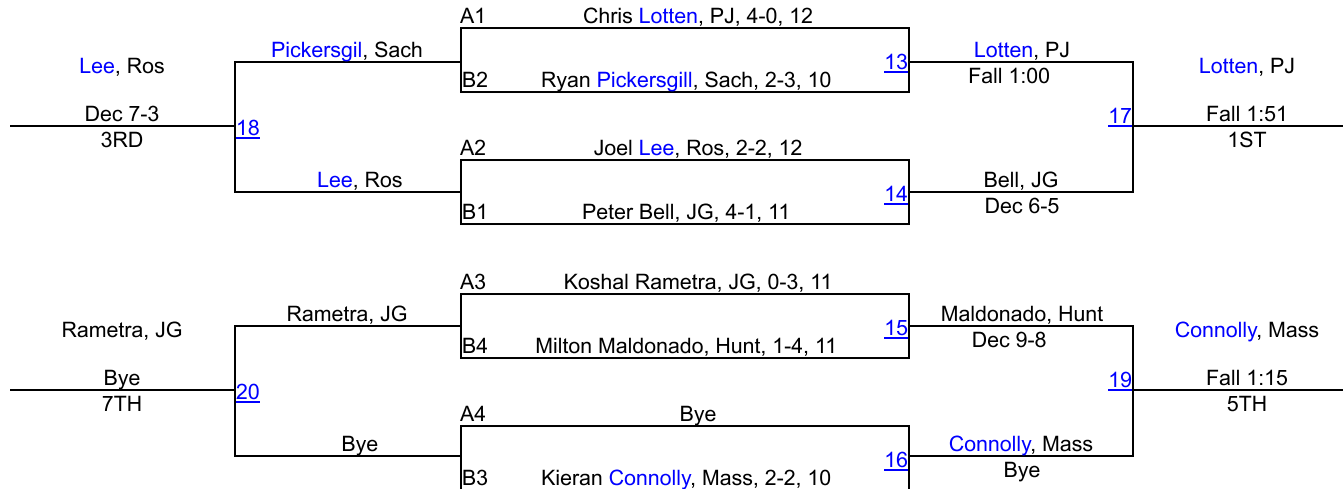 A1 Chris Lotten, PJ, 4-0, 12
Pickersgil, Sach
Lotten, PJ
Lee, Ros
13
Lotten, PJ
B2 Ryan Pickersgill, Sach, 2-3, 10
Fall 1:00
Dec 7-3
18
17
Fall 1:51
3RD
1ST
A2 Joel Lee, Ros, 2-2, 12
Lee, Ros
14
Bell, JG
B1 Peter Bell, JG, 4-1, 11
Dec 6-5
A3 Koshal Rametra, JG, 0-3, 11
Rametra, JG
Maldonado, Hunt
Rametra, JG
15
Connolly, Mass
B4 Milton Maldonado, Hunt, 1-4, 11
Dec 9-8
Bye
20
19
Fall 1:15
7TH
5TH
A4 Bye
Bye
16
Connolly, Mass
B3 Kieran Connolly, Mass, 2-2, 10
Bye